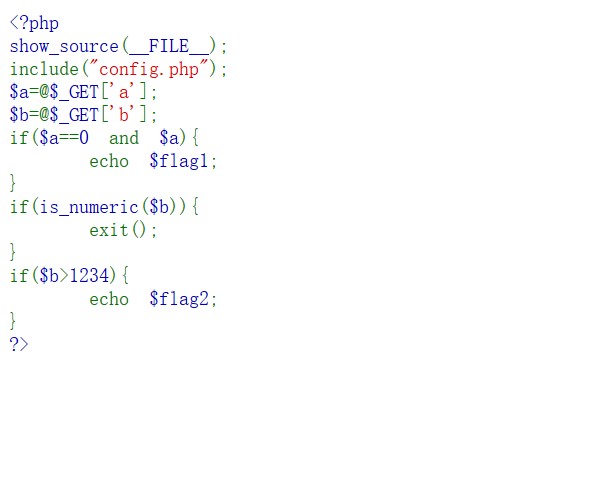 <?php
show_source(__FILE__);
include("config.php");
$a=@$_GET['a'];
$b=@$_GET['b'];
if($a==0 and $a){
echo $flag1;
}
if(is_numeric($b)){
exit();
}
if($b>1234){
echo $flag2;
}
?>